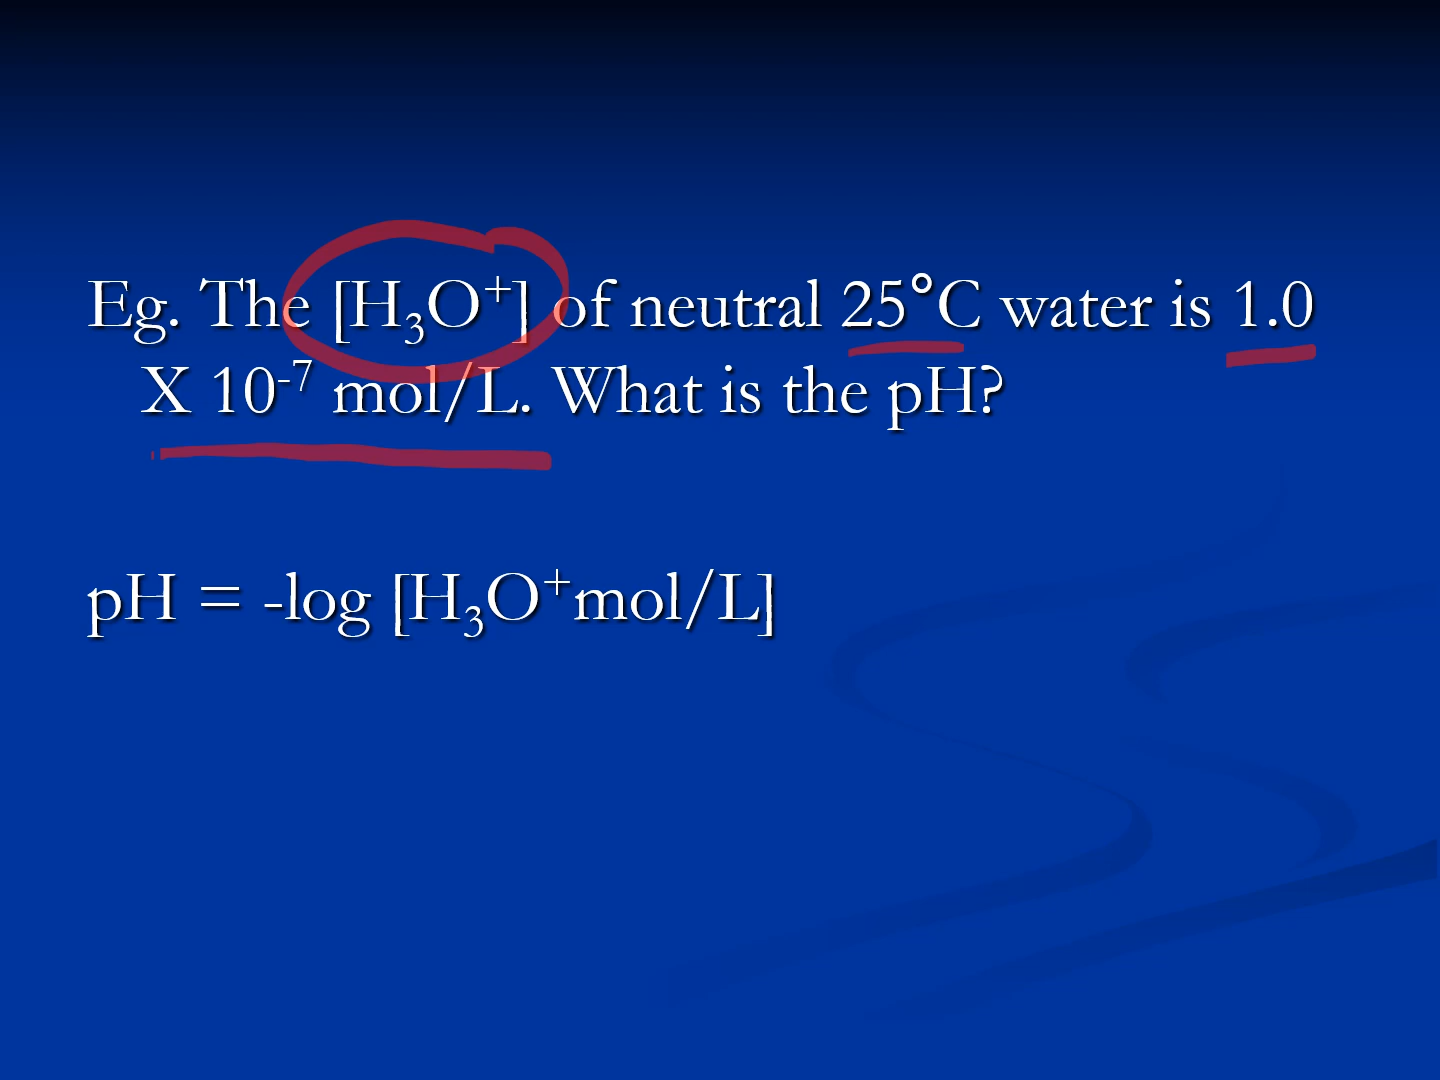 Eg. The [H₃O⁺] of neutral 25°C water is 1.0
X 10⁻⁷ mol/L. What is the pH?
pH = -log [H₃O⁺mol/L]